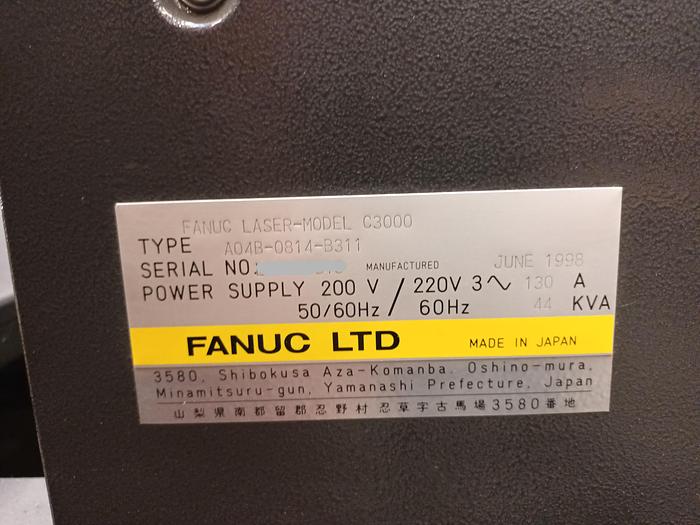 FANUC LASER-MODEL C3000
TYPE A04B-0814-B311
SERIAL NO. MANUFACTURED JUNE 1998
POWER SUPPLY 200 V / 220V 3∿ 130 A
50/60Hz / 60Hz 44 KVA
FANUC LTD MADE IN JAPAN
3580, Shibokusa Aza-Komanba, Oshino-mura,
Minamitsuru-gun, Yamanashi Prefecture, Japan
山梨県南都留郡忍野村忍草字古馬場3580番地